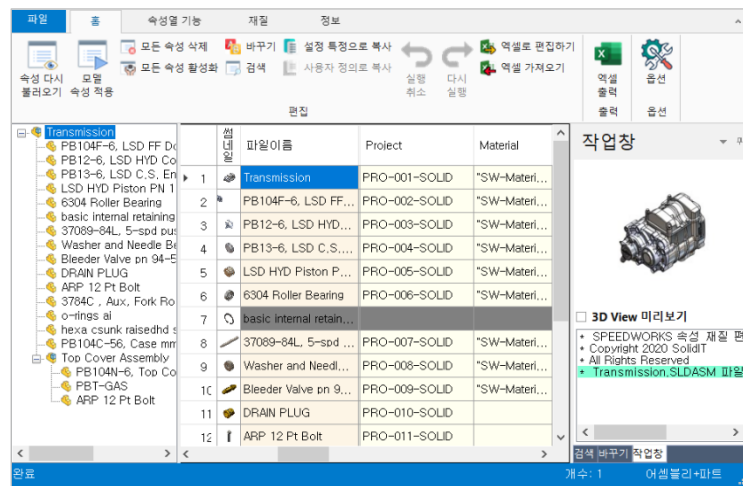 파일 홈 속성열 기능 재질 정보
속성 다시 불러오기
모델 속성 적용
모든 속성 삭제
모든 속성 활성화
바꾸기
검색
설정 특정으로 복사
사용자 정의로 복사
실행 취소
다시 실행
엑셀로 편집하기
엑셀 가져오기
편집
엑셀 출력
출력
옵션
옵션
Transmission
PB104F-6, LSD FF Do
PB12-6, LSD HYD Co
PB13-6, LSD C,S, En
LSD HYD Piston PN 1
6304 Roller Bearing
basic internal retaining
37089-84L, 5-spd pus
Washer and Needle Be
Bleeder Valve pn 94-5
DRAIN PLUG
ARP 12 Pt Bolt
3784C , Aux, Fork Ro
o-rings ai
hexa csunk raisedhd s
PB104C-56, Case mm
Top Cover Assembly
PB104N-6, Top Co
PBT-GAS
ARP 12 Pt Bolt
썸네일 파일이름 Project Material
1 Transmission PRO-001-SOLID "SW-Materi...
2 PB104F-6, LSD FF... PRO-002-SOLID "SW-Materi...
3 PB12-6, LSD HYD... PRO-003-SOLID "SW-Materi...
4 PB13-6, LSD C,S,... PRO-004-SOLID "SW-Materi...
5 LSD HYD Piston P... PRO-005-SOLID "SW-Materi...
6 6304 Roller Bearing PRO-006-SOLID "SW-Materi...
7 basic internal retain...
8 37089-84L, 5-spd ... PRO-007-SOLID "SW-Materi...
9 Washer and Needl... PRO-008-SOLID "SW-Materi...
10 Bleeder Valve pn 9... PRO-009-SOLID "SW-Materi...
11 DRAIN PLUG PRO-010-SOLID
12 ARP 12 Pt Bolt PRO-011-SOLID
작업창
3D View 미리보기
SPEEDWORKS 속성 재질 편
Copyright 2020 SolidIT
All Rights Reserved
Transmission,SLDASM 파일
검색 바꾸기 작업창
완료 개수: 1 어셈블리+파트